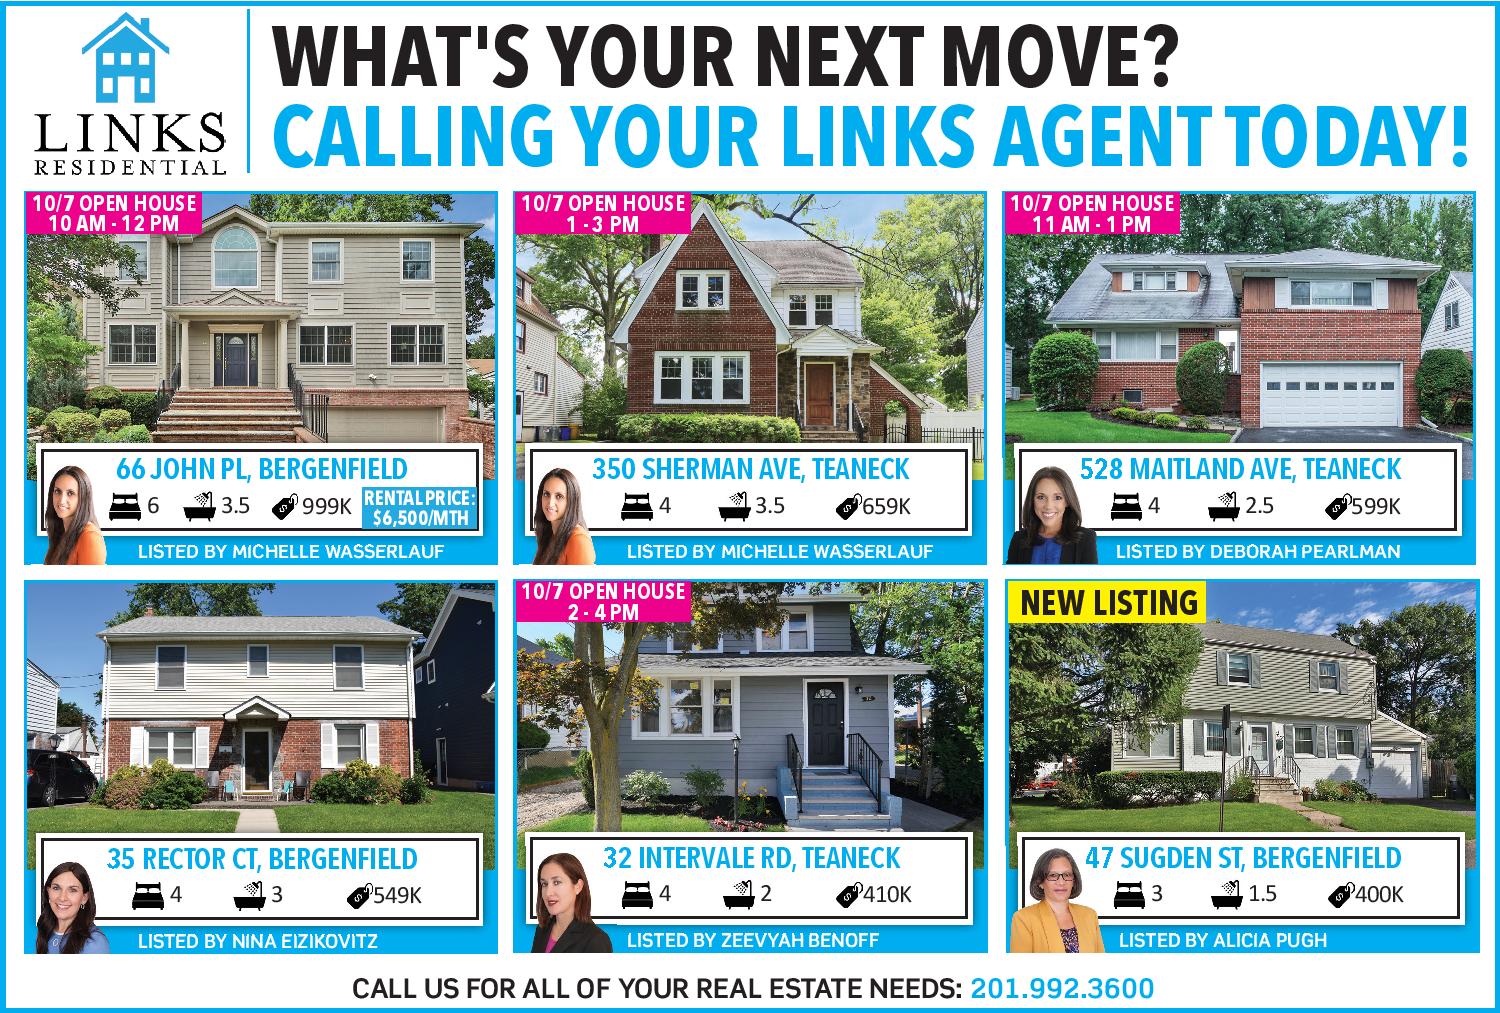 LINKS
RESIDENTIAL
WHAT'S YOUR NEXT MOVE?
CALLING YOUR LINKS AGENT TODAY!
10/7 OPEN HOUSE
10 AM - 12 PM
66 JOHN PL, BERGENFIELD
6 3.5 999K
RENTAL PRICE:
$6,500/MTH
LISTED BY MICHELLE WASSERLAUF
10/7 OPEN HOUSE
1 - 3 PM
350 SHERMAN AVE, TEANECK
4 3.5 $ 659K
LISTED BY MICHELLE WASSERLAUF
10/7 OPEN HOUSE
11 AM - 1 PM
528 MAITLAND AVE, TEANECK
4 2.5 $ 599K
LISTED BY DEBORAH PEARLMAN
35 RECTOR CT, BERGENFIELD
4 3 $ 549K
LISTED BY NINA EIZIKOVITZ
10/7 OPEN HOUSE
2 - 4 PM
32 INTERVALE RD, TEANECK
4 2 $ 410K
LISTED BY ZEEVYAH BENOFF
NEW LISTING
47 SUGDEN ST, BERGENFIELD
3 1.5 $ 400K
LISTED BY ALICIA PUGH
CALL US FOR ALL OF YOUR REAL ESTATE NEEDS: 201.992.3600